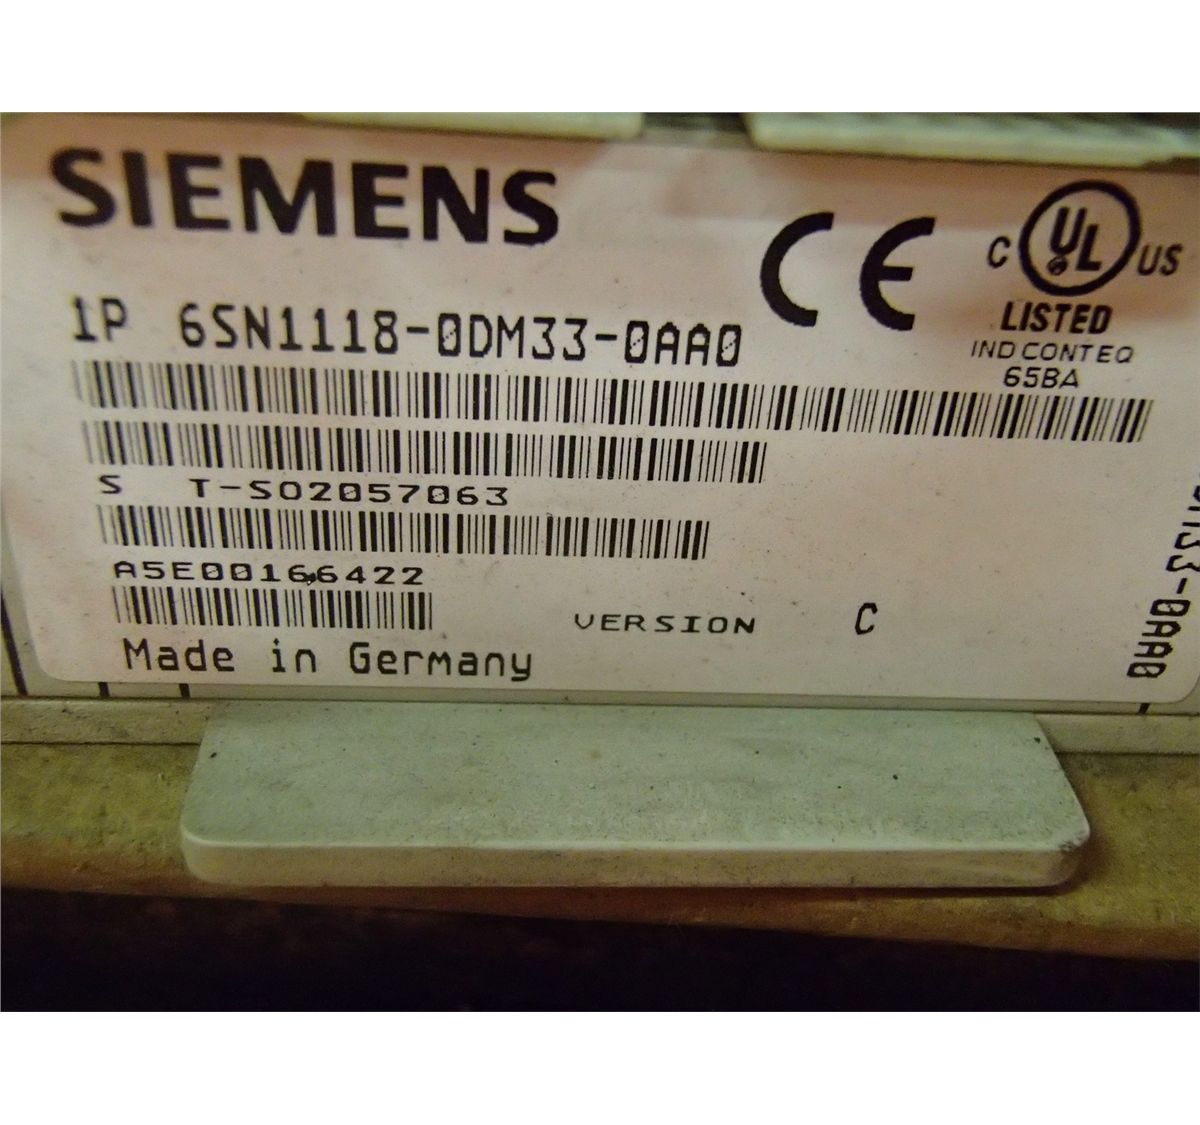 SIEMENS
CE
C UL US
LISTED
IND CONT EQ
65BA
1P 6SN1118-0DM33-0AA0
S T-S02057063
A5E00166422
VERSION C
Made in Germany
M33-0AA0